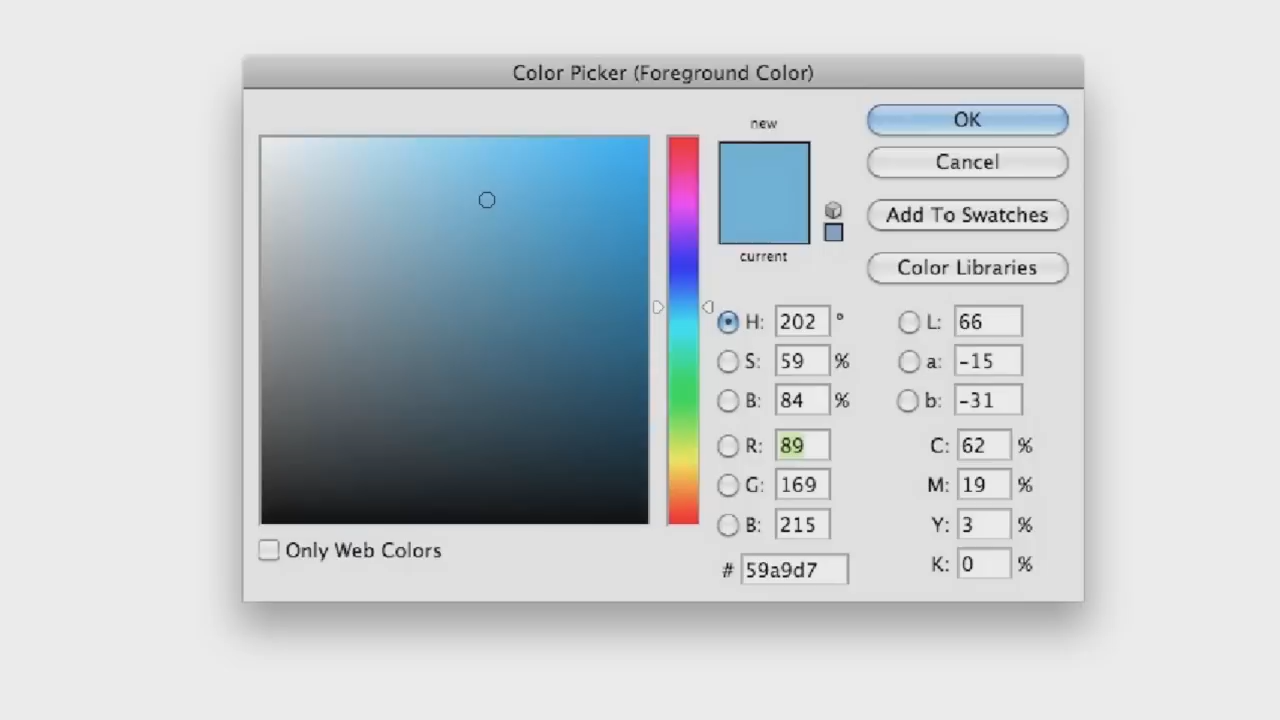 Color Picker (Foreground Color)
new
current
OK
Cancel
Add To Swatches
Color Libraries
H: 202 °
S: 59 %
B: 84 %
R: 89
G: 169
B: 215
# 59a9d7
L: 66
a: -15
b: -31
C: 62 %
M: 19 %
Y: 3 %
K: 0 %
Only Web Colors